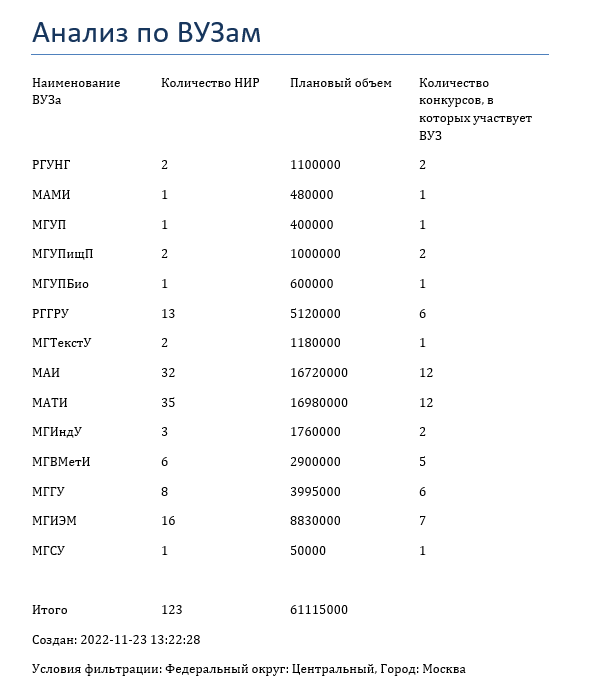 Анализ по ВУЗам
Наименование ВУЗа Количество НИР Плановый объем Количество конкурсов, в которых участвует ВУЗ
РГУНГ 2 1100000 2
МАМИ 1 480000 1
МГУП 1 400000 1
МГУПищП 2 1000000 2
МГУПБио 1 600000 1
РГГРУ 13 5120000 6
МГТекстУ 2 1180000 1
МАИ 32 16720000 12
МАТИ 35 16980000 12
МГИндУ 3 1760000 2
МГВМетИ 6 2900000 5
МГГУ 8 3995000 6
МГИЭМ 16 8830000 7
МГСУ 1 50000 1
Итого 123 61115000
Создан: 2022-11-23 13:22:28
Условия фильтрации: Федеральный округ: Центральный, Город: Москва